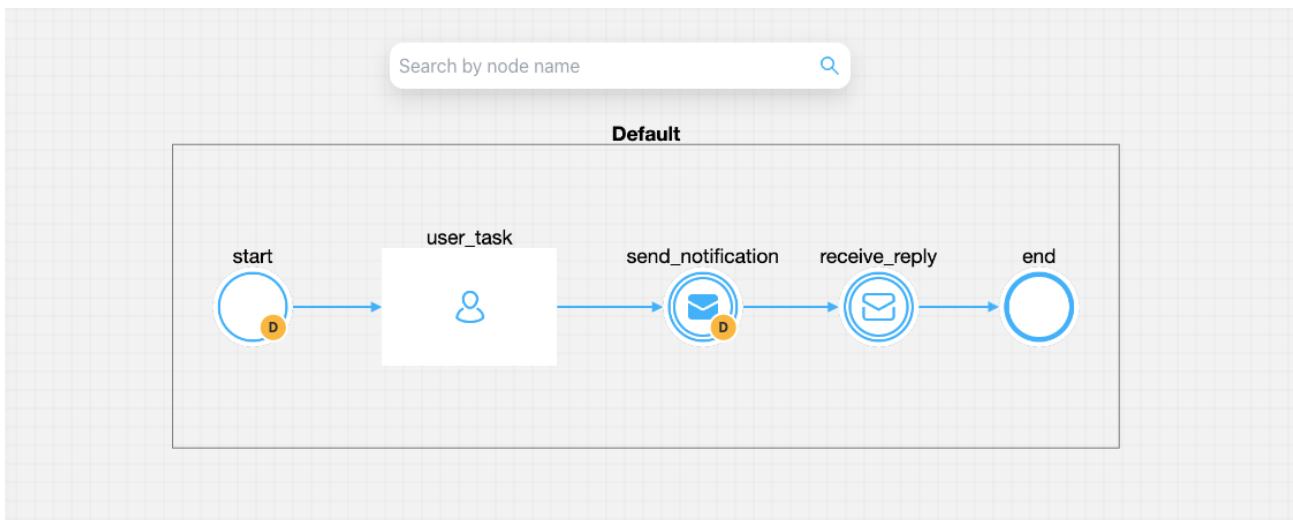 Search by node name
Default
start
user_task
send_notification
receive_reply
end
D
D